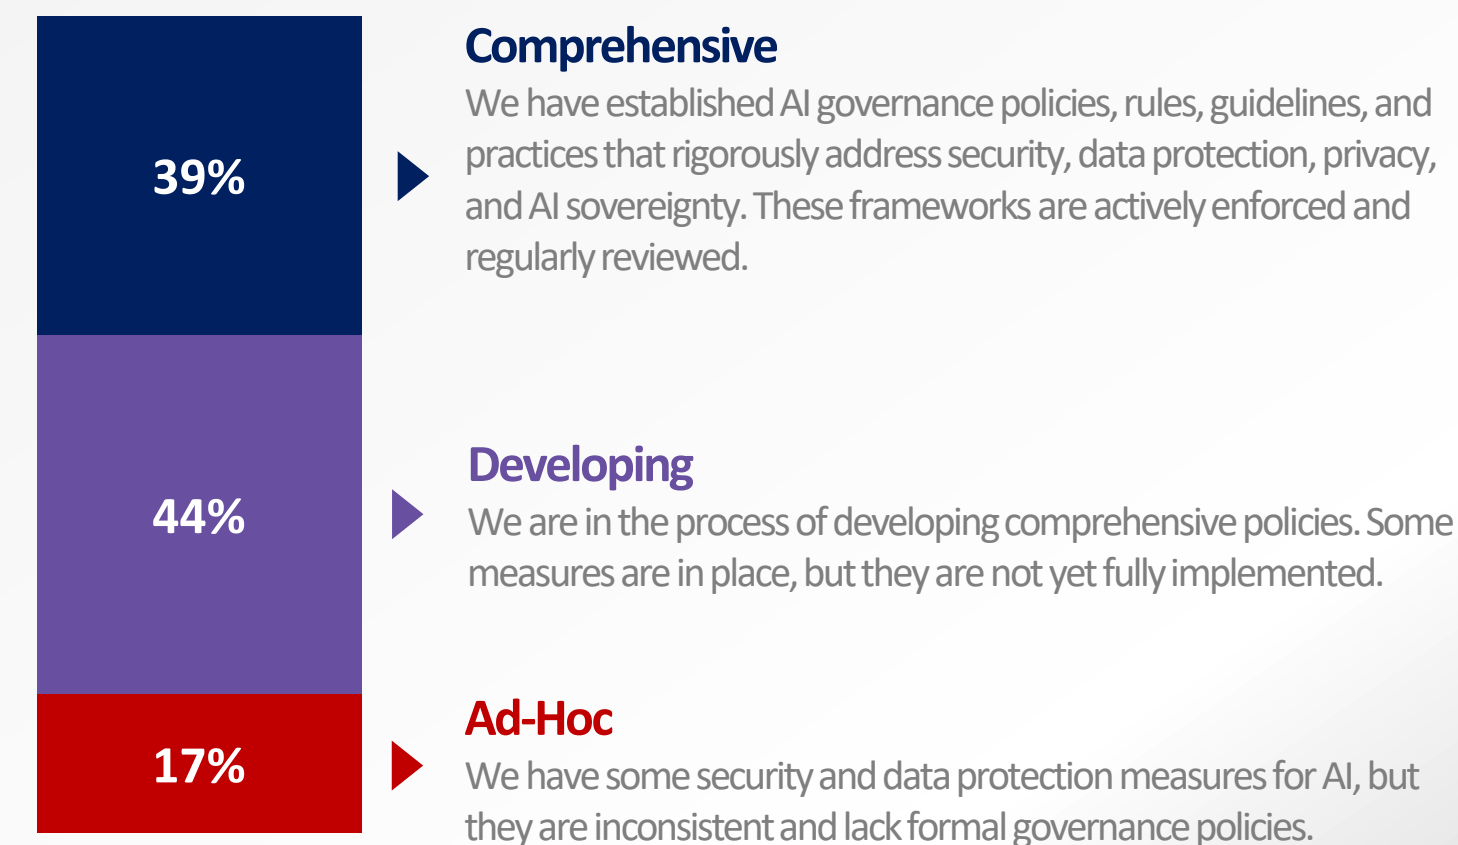 39%
Comprehensive
We have established AI governance policies, rules, guidelines, and
practices that rigorously address security, data protection, privacy,
and AI sovereignty. These frameworks are actively enforced and
regularly reviewed.
44%
Developing
We are in the process of developing comprehensive policies. Some
measures are in place, but they are not yet fully implemented.
17%
Ad-Hoc
We have some security and data protection measures for AI, but
they are inconsistent and lack formal governance policies.